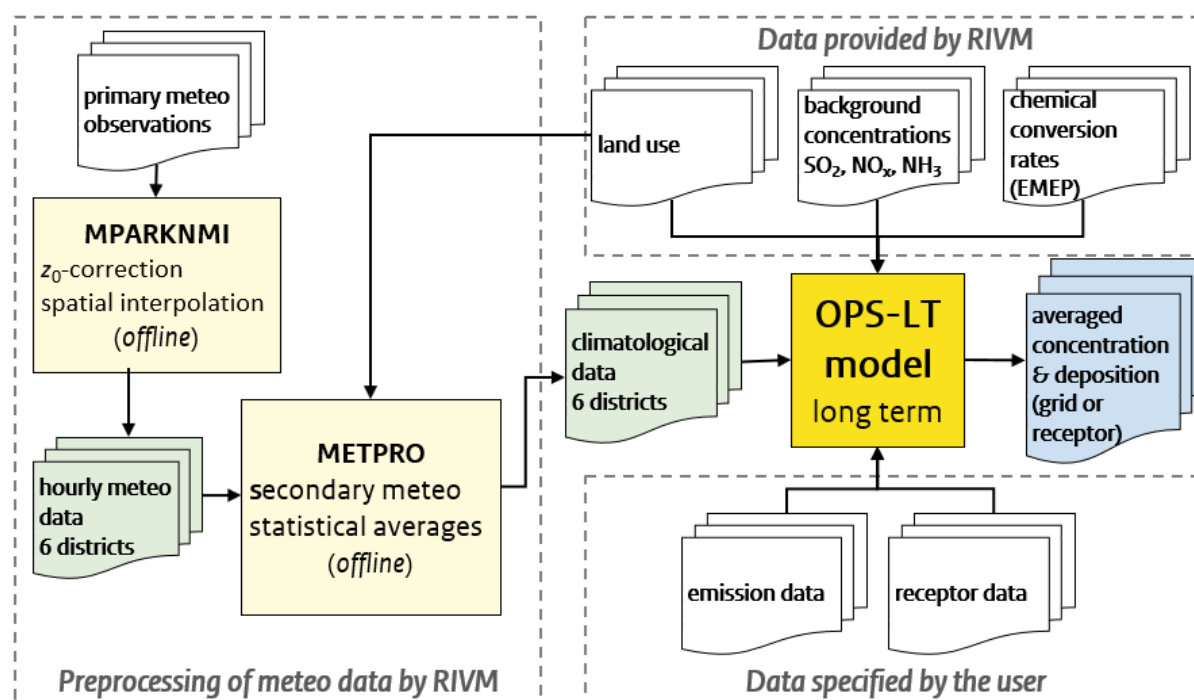 Data provided by RIVM
primary meteo
observations
land use
background
concentrations
SO₂, NOₓ, NH₃
chemical
conversion
rates
(EMEP)
MPARKNMI
z₀-correction
spatial interpolation
(offline)
hourly meteo
data
6 districts
METPRO
secondary meteo
statistical averages
(offline)
climatological
data
6 districts
OPS-LT
model
long term
averaged
concentration
& deposition
(grid or
receptor)
emission data
receptor data
Preprocessing of meteo data by RIVM
Data specified by the user